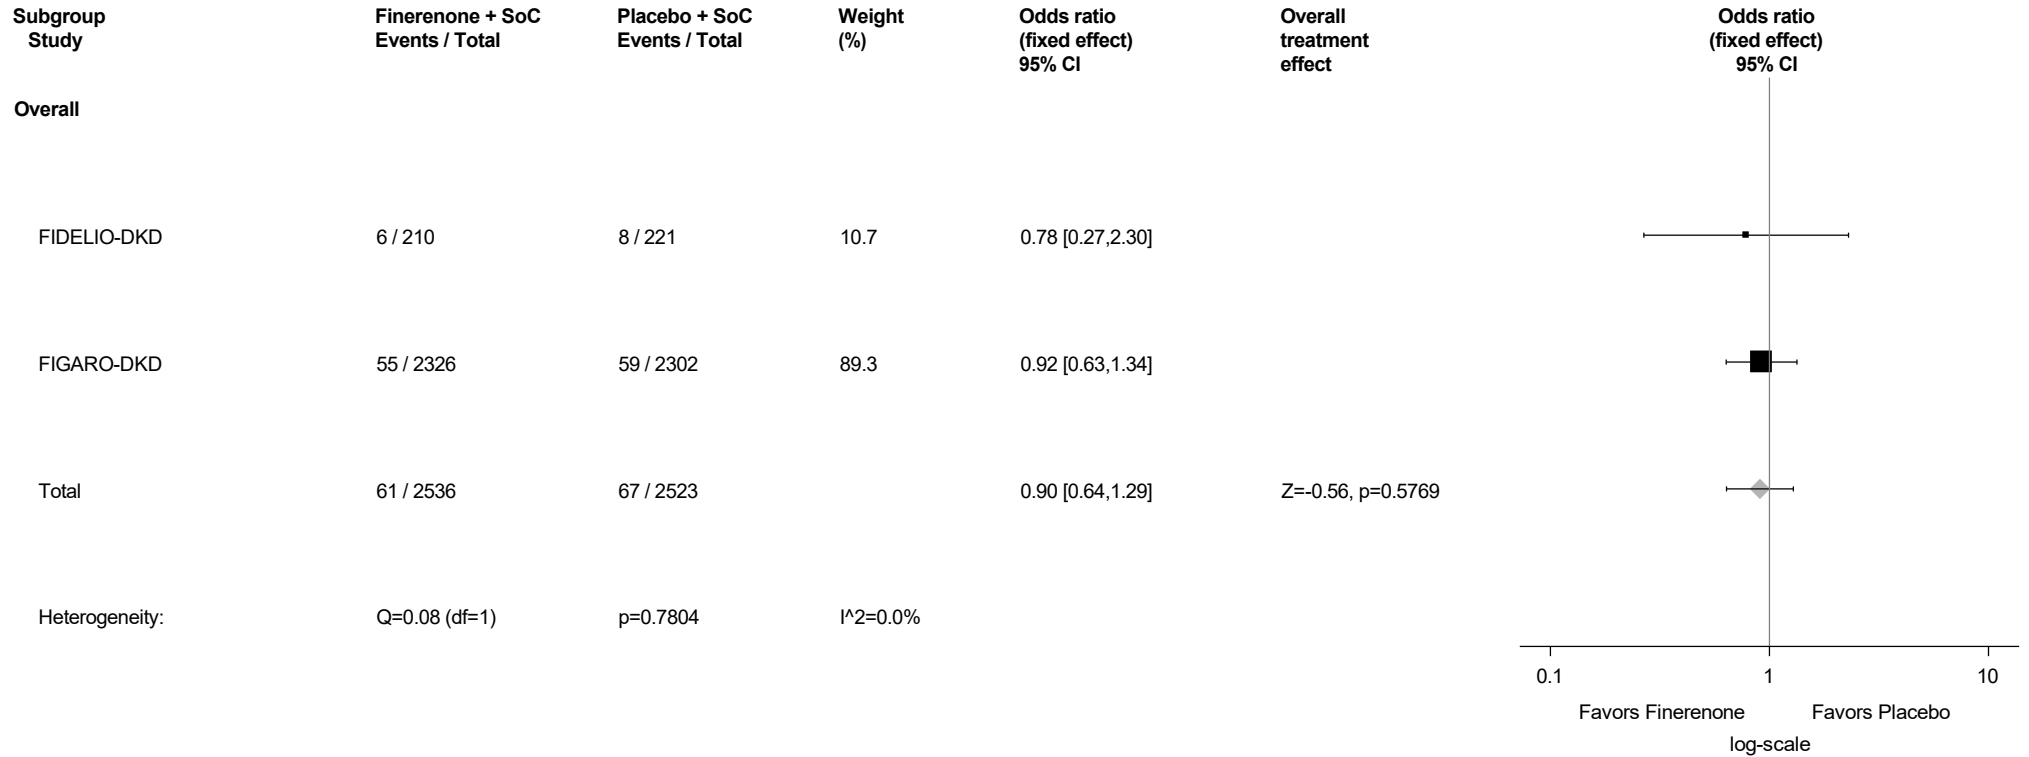 Subgroup Finerenone + SoC Placebo + SoC Weight Odds ratio Overall Odds ratio
Study Events / Total Events / Total (%) (fixed effect) treatment (fixed effect)
95% CI effect 95% CI
Overall
FIDELIO-DKD 6 / 210 8 / 221 10.7 0.78 [0.27,2.30]
FIGARO-DKD 55 / 2326 59 / 2302 89.3 0.92 [0.63,1.34]
Total 61 / 2536 67 / 2523 0.90 [0.64,1.29] Z=-0.56, p=0.5769
Heterogeneity: Q=0.08 (df=1) p=0.7804 I^2=0.0%
0.1 1 10
Favors Finerenone Favors Placebo
log-scale